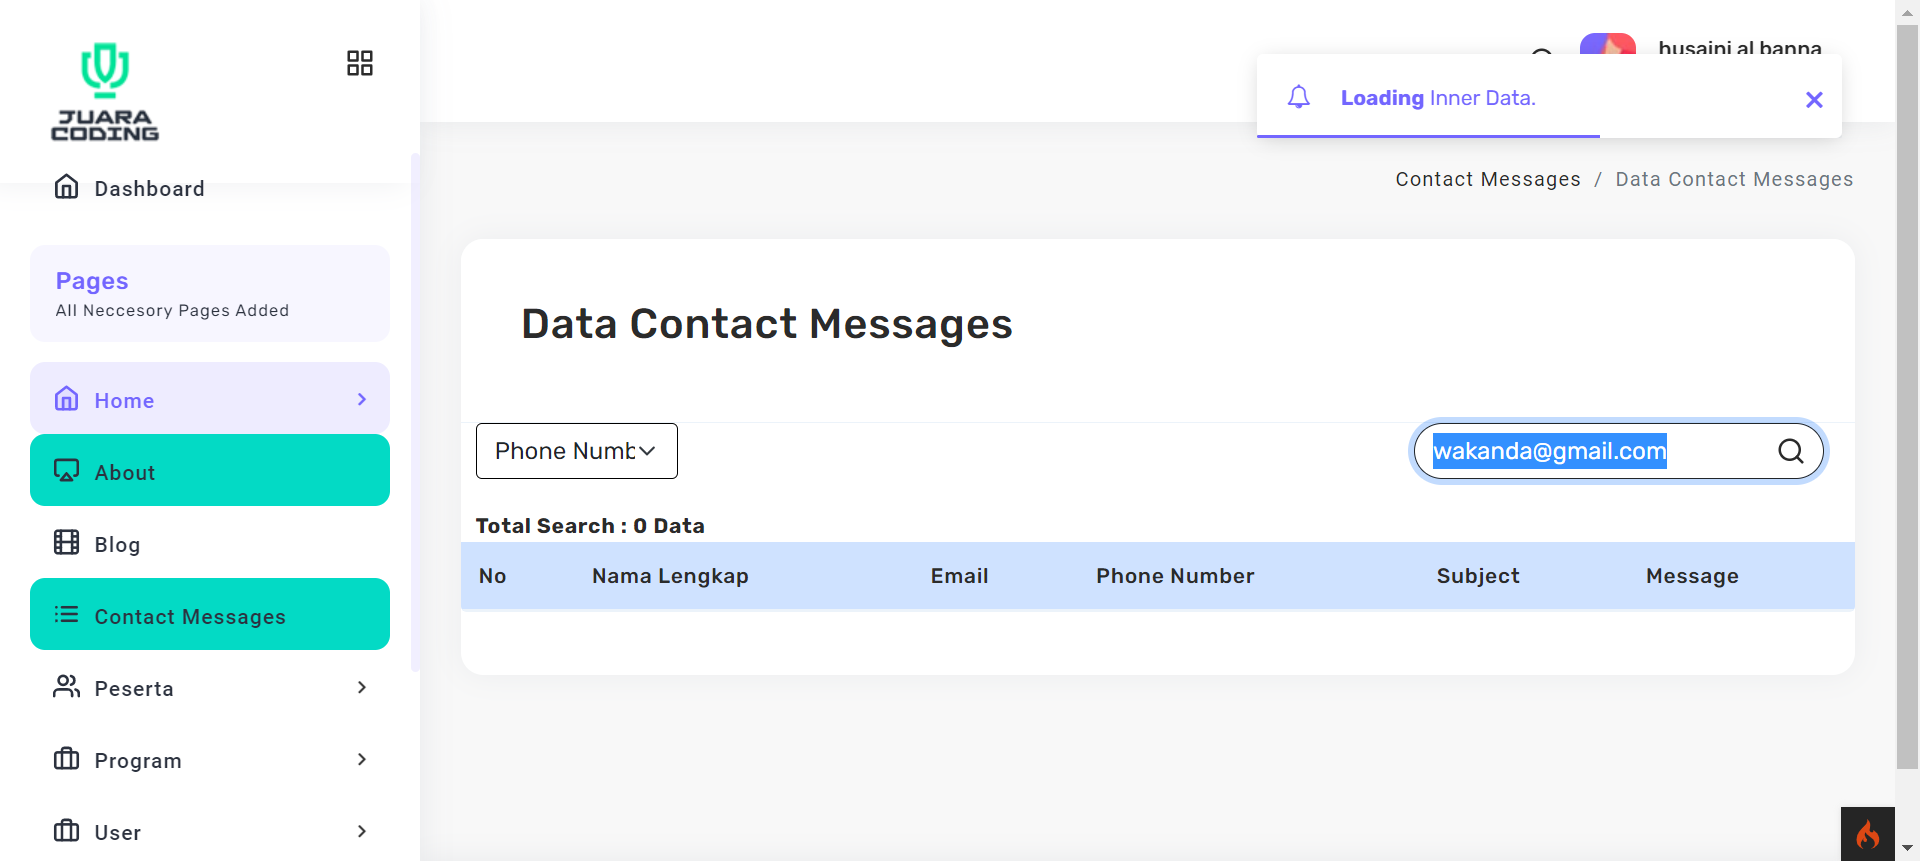 JUARA
CODING
Dashboard
Pages
All Neccesory Pages Added
Home
About
Blog
Contact Messages
Peserta
Program
User
husaini al banna
Loading Inner Data.
Contact Messages / Data Contact Messages
Data Contact Messages
Phone Numb
wakanda@gmail.com
Total Search : 0 Data
No Nama Lengkap Email Phone Number Subject Message